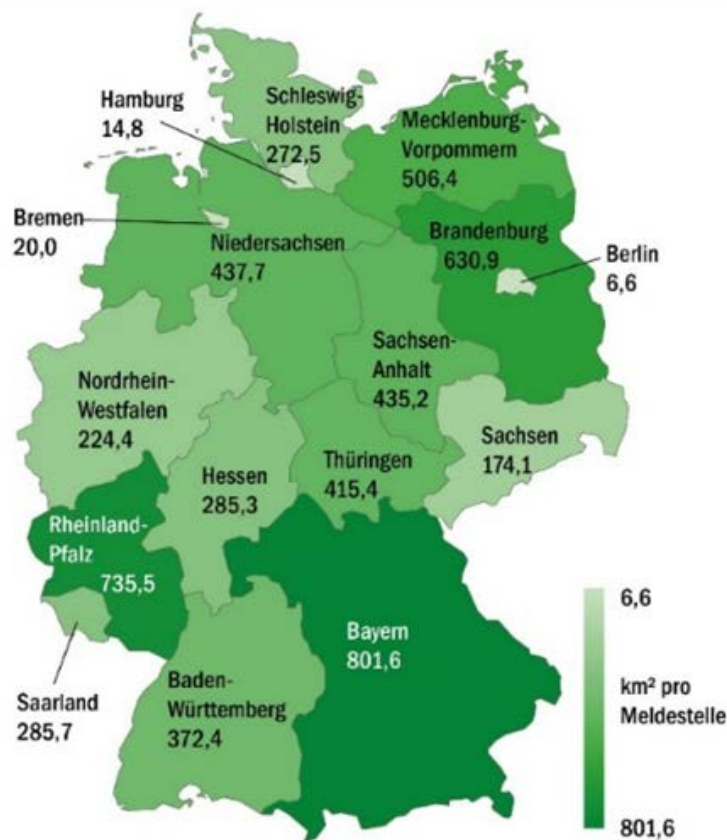 Hamburg
14,8
Schleswig-
Holstein
272,5
Mecklenburg-
Vorpommern
506,4
Bremen
20,0
Niedersachsen
437,7
Brandenburg
630,9
Berlin
6,6
Sachsen-
Anhalt
435,2
Nordrhein-
Westfalen
224,4
Hessen
285,3
Thüringen
415,4
Sachsen
174,1
Rheinland-
Pfalz
735,5
Saarland
285,7
Baden-
Württemberg
372,4
Bayern
801,6
6,6
km² pro
Meldestelle
801,6